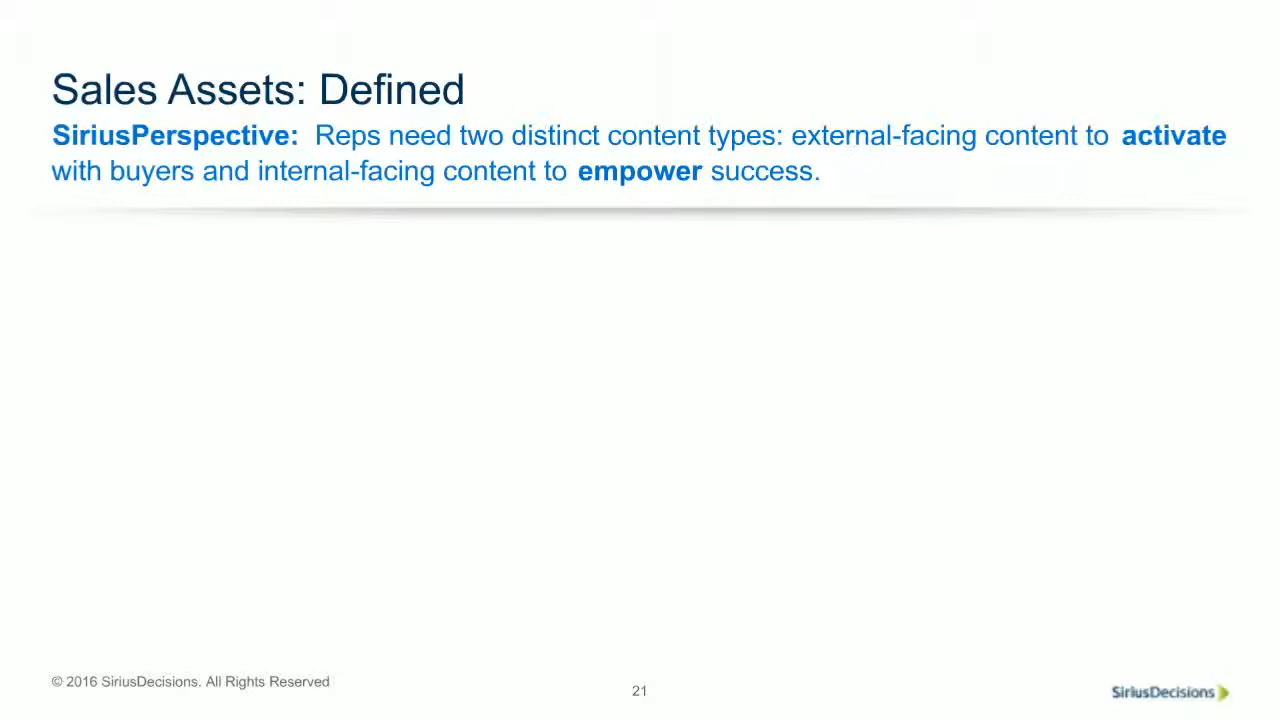 Sales Assets: Defined
SiriusPerspective: Reps need two distinct content types: external-facing content to activate
with buyers and internal-facing content to empower success.
© 2016 SiriusDecisions. All Rights Reserved
21
SiriusDecisions